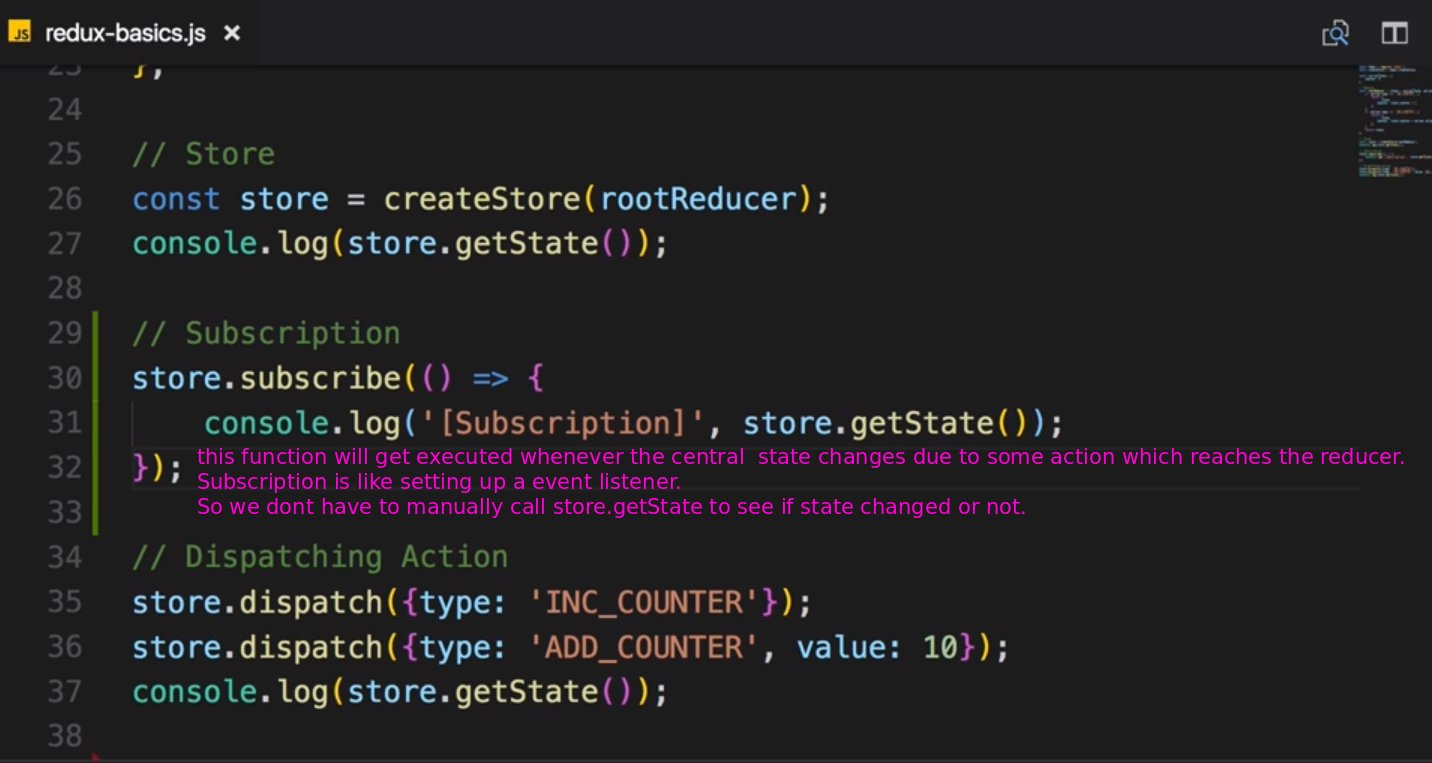 JS redux-basics.js ×
23 };
24
25 // Store
26 const store = createStore(rootReducer);
27 console.log(store.getState());
28
29 // Subscription
30 store.subscribe(() => {
31     console.log('[Subscription]', store.getState());
this function will get executed whenever the central  state changes due to some action which reaches the reducer.
32 });
Subscription is like setting up a event listener.
So we dont have to manually call store.getState to see if state changed or not.
33
34 // Dispatching Action
35 store.dispatch({type: 'INC_COUNTER'});
36 store.dispatch({type: 'ADD_COUNTER', value: 10});
37 console.log(store.getState());
38